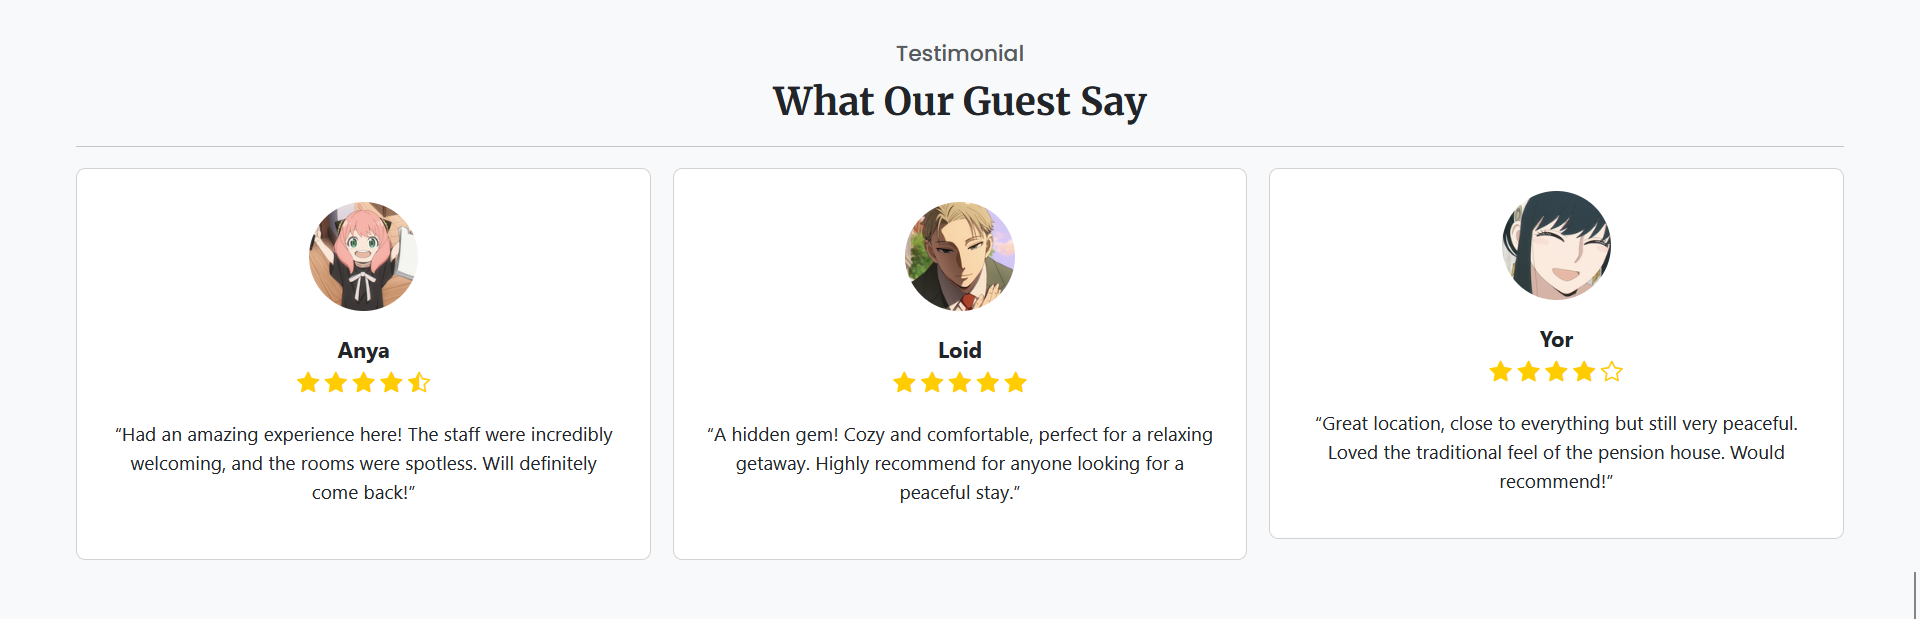 Testimonial
What Our Guest Say
Anya
“Had an amazing experience here! The staff were incredibly
welcoming, and the rooms were spotless. Will definitely
come back!”
Loid
“A hidden gem! Cozy and comfortable, perfect for a relaxing
getaway. Highly recommend for anyone looking for a
peaceful stay.”
Yor
“Great location, close to everything but still very peaceful.
Loved the traditional feel of the pension house. Would
recommend!”